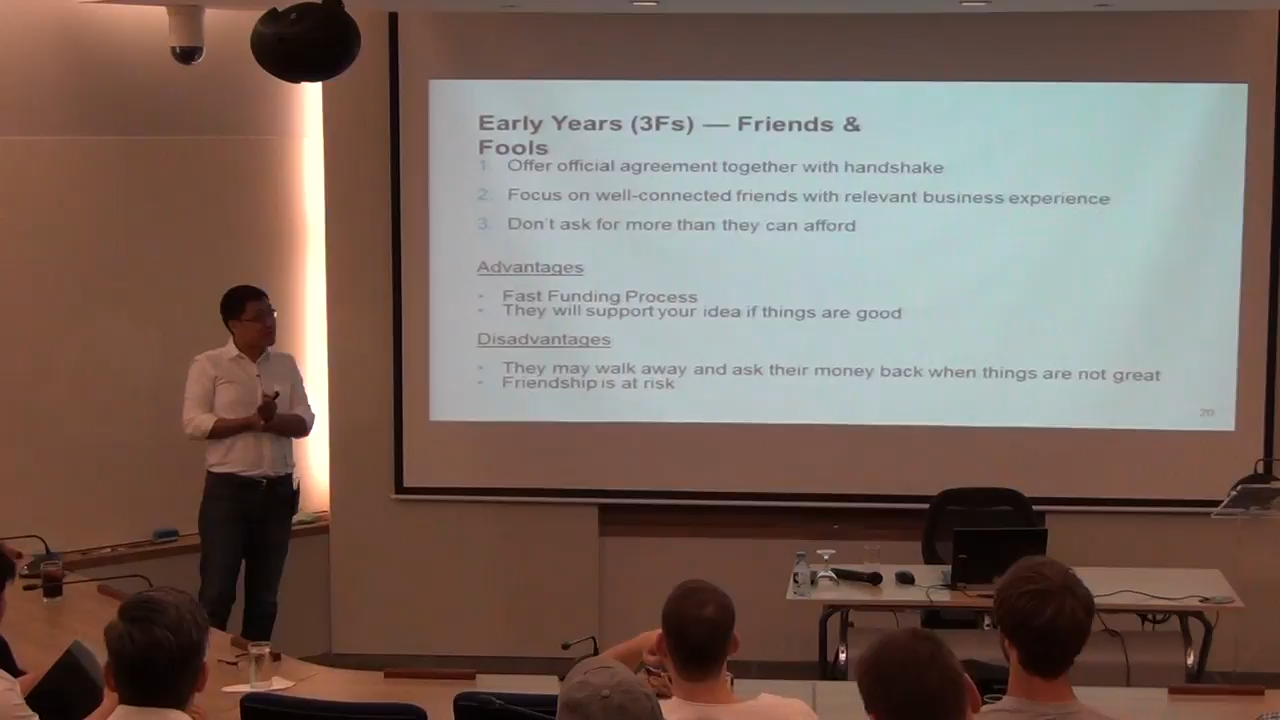 Early Years (3Fs) — Friends &
Fools
1. Offer official agreement together with handshake
2. Focus on well-connected friends with relevant business experience
3. Don't ask for more than they can afford
Advantages
- Fast Funding Process
- They will support your idea if things are good
Disadvantages
- They may walk away and ask their money back when things are not great
- Friendship is at risk
20